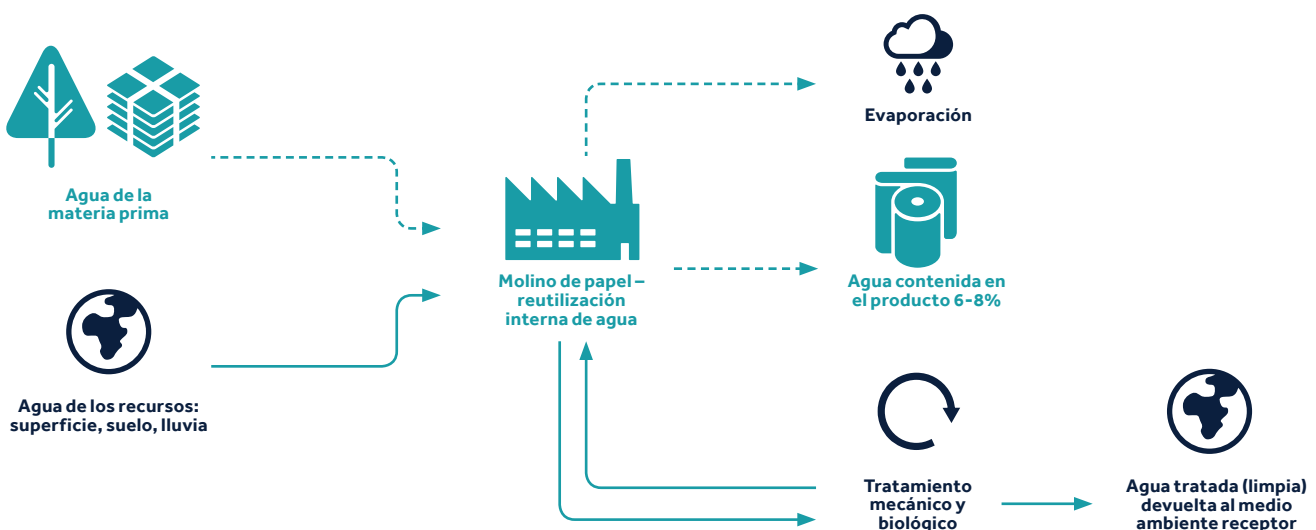 Evaporación
Agua de la
materia prima
Molino de papel –
reutilización
interna de agua
Agua contenida en
el producto 6-8%
Agua de los recursos:
superficie, suelo, lluvia
Tratamiento
mecánico y
biológico
Agua tratada (limpia)
devuelta al medio
ambiente receptor